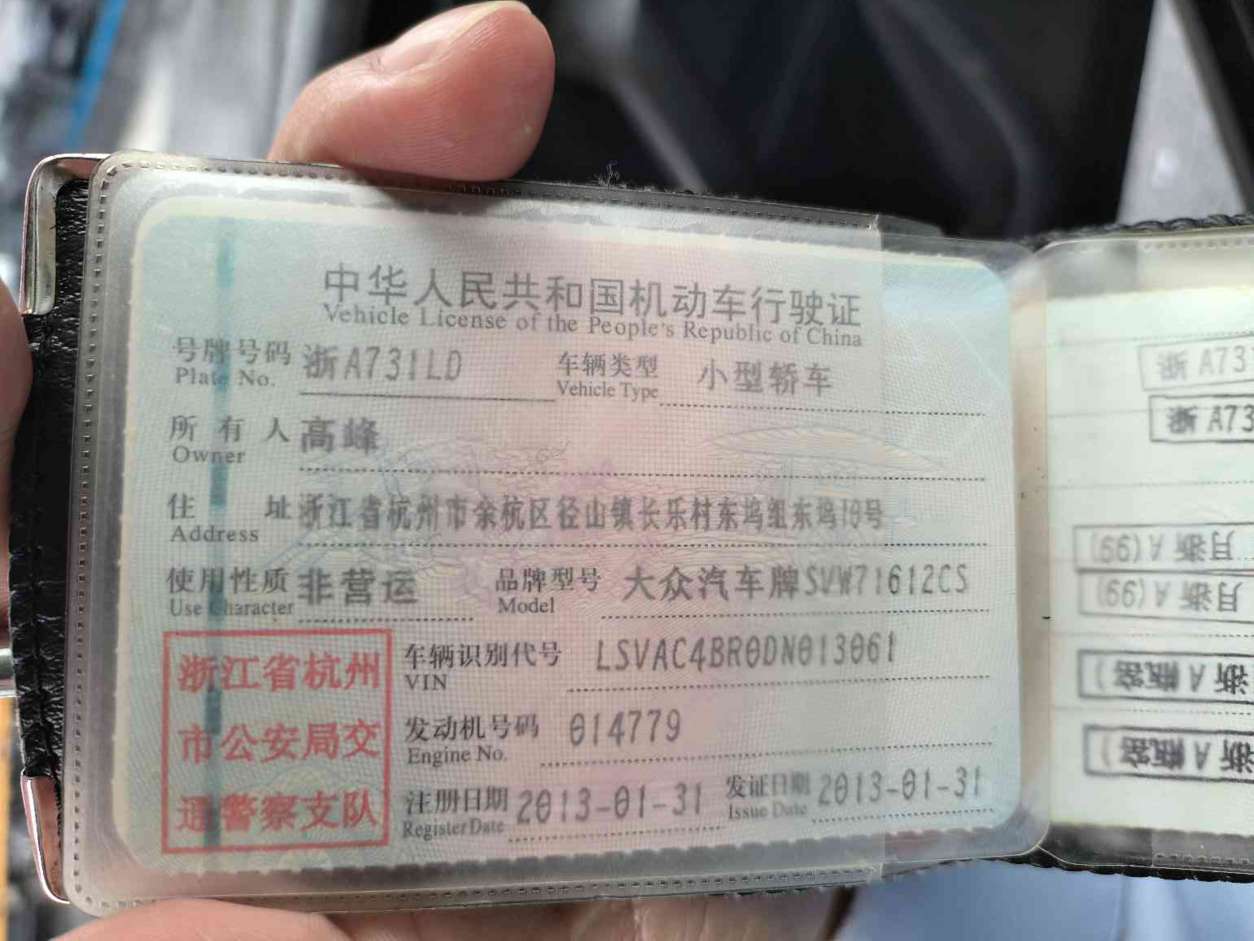 中华人民共和国机动车行驶证
Vehicle License of the People's Republic of China
号牌号码 浙A731LD 车辆类型 小型轿车
Plate No. Vehicle Type
所有人 高峰
Owner
住址 浙江省杭州市余杭区径山镇长乐村东坞组东坞18号
Address
使用性质 非营运 品牌型号 大众汽车牌SVW71612CS
Use Character Model
浙江省杭州
市公安局交
通警察支队
车辆识别代号 LSVAC4BR0DN013061
VIN
发动机号码 014779
Engine No.
注册日期 2013-01-31 发证日期 2013-01-31
Register Date Issue Date
浙A73
浙A73